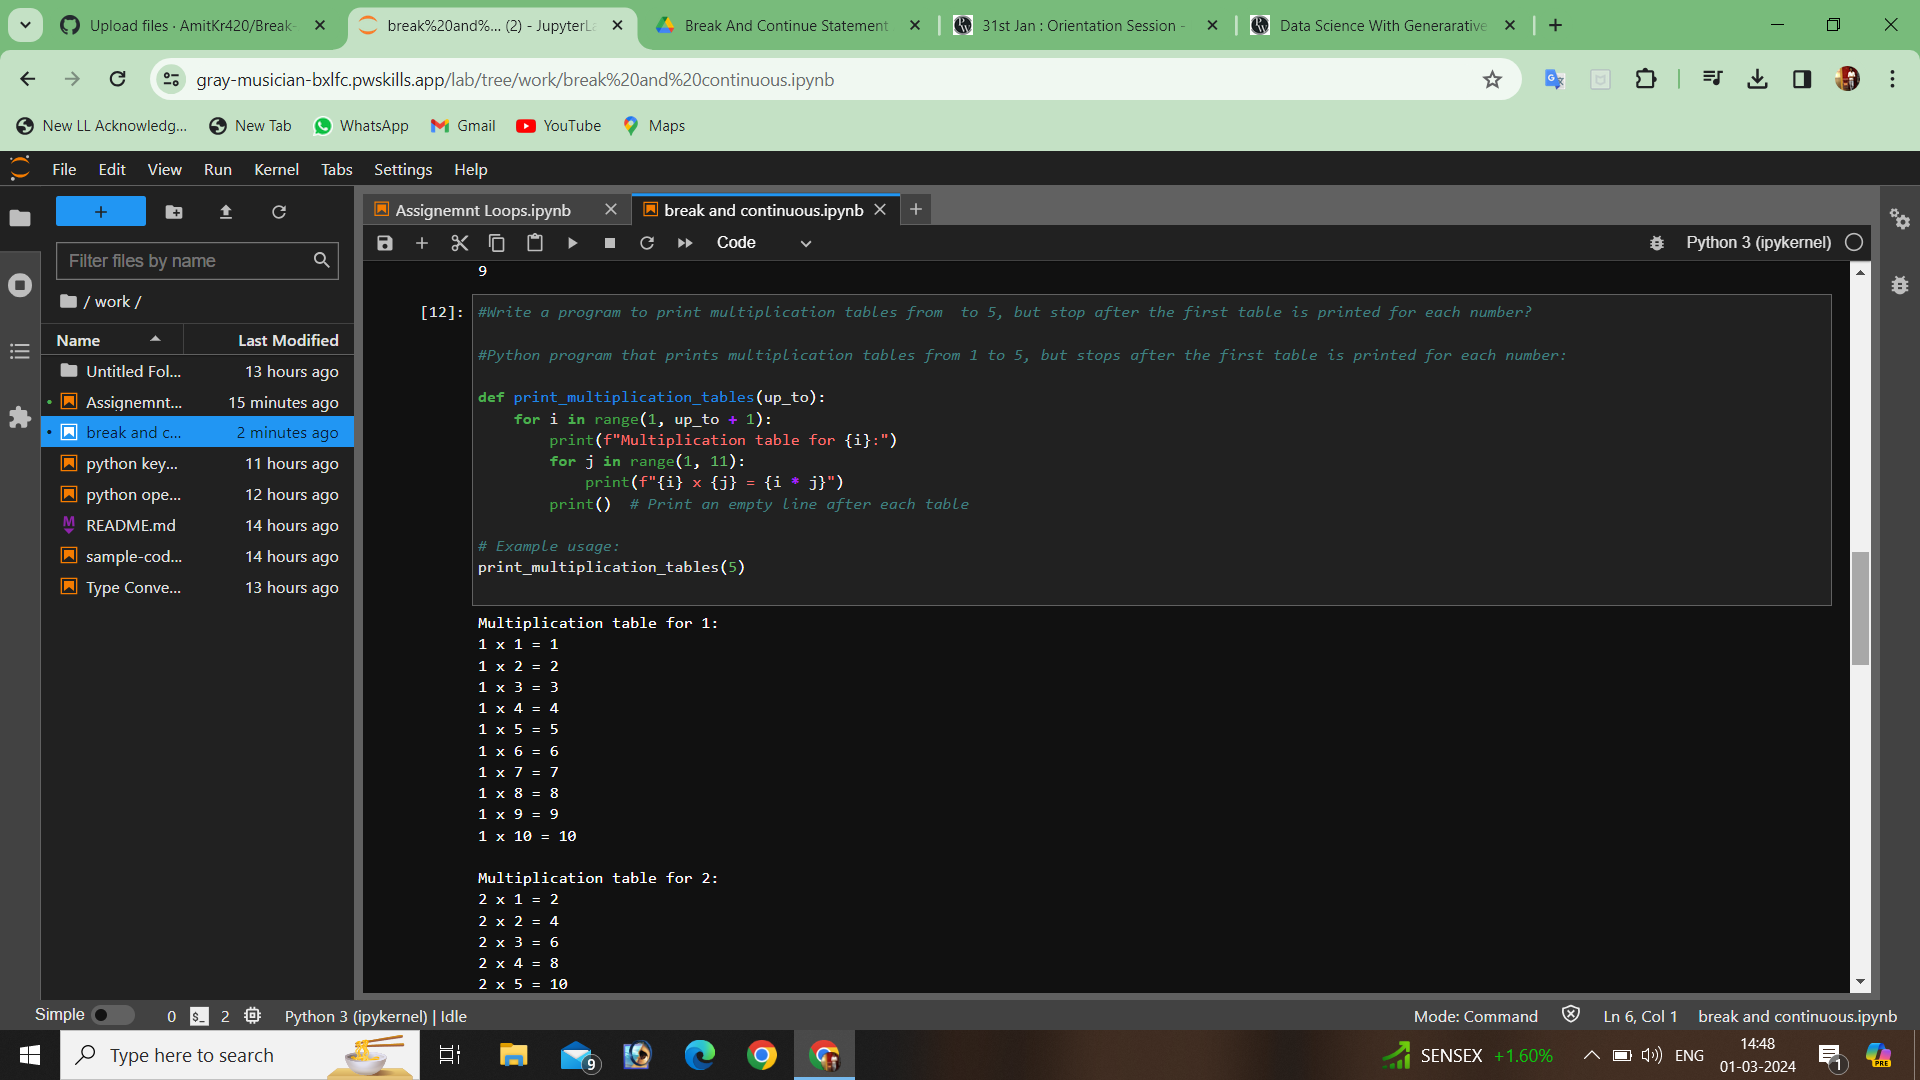 Upload files · AmitKr420/Break-
break%20and%... (2) - JupyterLa
Break And Continue Statement
31st Jan : Orientation Session -
Data Science With Generarative
gray-musician-bxlfc.pwskills.app/lab/tree/work/break%20and%20continuous.ipynb
New LL Acknowledg...
New Tab
WhatsApp
Gmail
YouTube
Maps
File Edit View Run Kernel Tabs Settings Help
Assignemnt Loops.ipynb
break and continuous.ipynb
Code
Python 3 (ipykernel)
Filter files by name
/ work /
Name Last Modified
Untitled Fol... 13 hours ago
Assignemnt... 15 minutes ago
break and c... 2 minutes ago
python key... 11 hours ago
python ope... 12 hours ago
README.md 14 hours ago
sample-cod... 14 hours ago
Type Conve... 13 hours ago
9
[12]: #Write a program to print multiplication tables from  to 5, but stop after the first table is printed for each number?
#Python program that prints multiplication tables from 1 to 5, but stops after the first table is printed for each number:
def print_multiplication_tables(up_to):
    for i in range(1, up_to + 1):
        print(f"Multiplication table for {i}:")
        for j in range(1, 11):
            print(f"{i} x {j} = {i * j}")
        print()  # Print an empty line after each table
# Example usage:
print_multiplication_tables(5)
Multiplication table for 1:
1 x 1 = 1
1 x 2 = 2
1 x 3 = 3
1 x 4 = 4
1 x 5 = 5
1 x 6 = 6
1 x 7 = 7
1 x 8 = 8
1 x 9 = 9
1 x 10 = 10
Multiplication table for 2:
2 x 1 = 2
2 x 2 = 4
2 x 3 = 6
2 x 4 = 8
2 x 5 = 10
Simple 0 $_ 2 Python 3 (ipykernel) | Idle
Mode: Command Ln 6, Col 1 break and continuous.ipynb
Type here to search
9
SENSEX +1.60%
ENG
14:48
01-03-2024
1
PRE